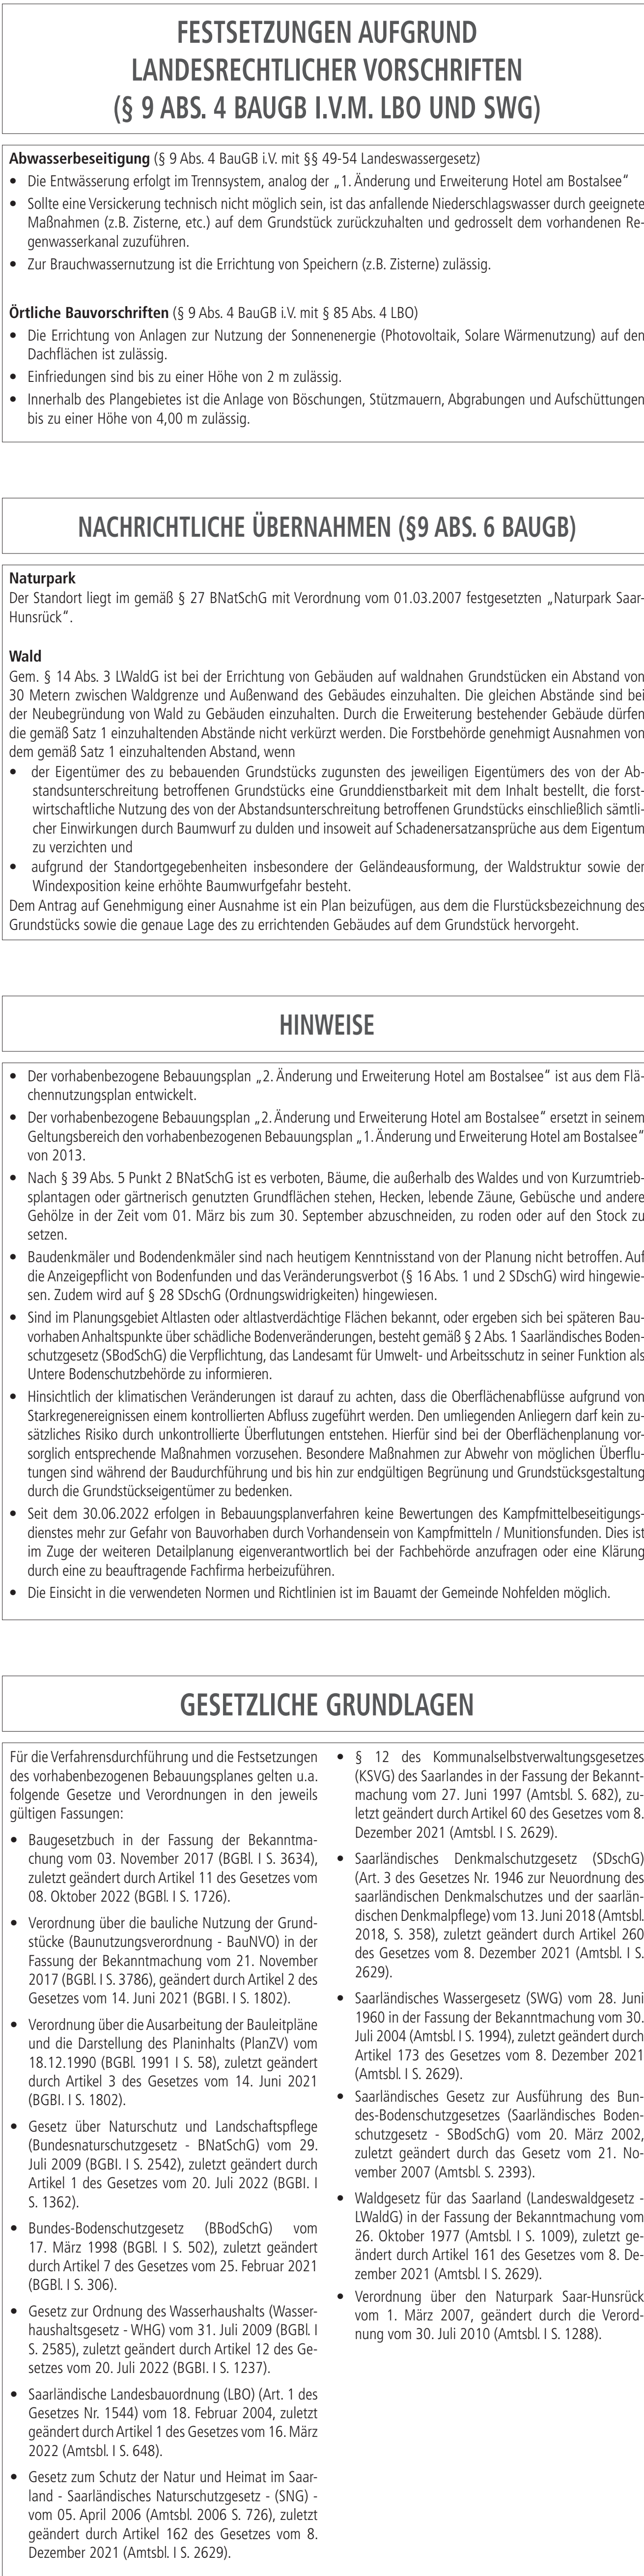 FESTSETZUNGEN AUFGRUND
LANDESRECHTLICHER VORSCHRIFTEN
(§ 9 ABS. 4 BAUGB I.V.M. LBO UND SWG)
Abwasserbeseitigung (§ 9 Abs. 4 BauGB i.V. mit §§ 49-54 Landeswassergesetz)
• Die Entwässerung erfolgt im Trennsystem, analog der „1. Änderung und Erweiterung Hotel am Bostalsee“
• Sollte eine Versickerung technisch nicht möglich sein, ist das anfallende Niederschlagswasser durch geeignete
Maßnahmen (z.B. Zisterne, etc.) auf dem Grundstück zurückzuhalten und gedrosselt dem vorhandenen Re-
genwasserkanal zuzuführen.
• Zur Brauchwassernutzung ist die Errichtung von Speichern (z.B. Zisterne) zulässig.
Örtliche Bauvorschriften (§ 9 Abs. 4 BauGB i.V. mit § 85 Abs. 4 LBO)
• Die Errichtung von Anlagen zur Nutzung der Sonnenenergie (Photovoltaik, Solare Wärmenutzung) auf den
Dachflächen ist zulässig.
• Einfriedungen sind bis zu einer Höhe von 2 m zulässig.
• Innerhalb des Plangebietes ist die Anlage von Böschungen, Stützmauern, Abgrabungen und Aufschüttungen
bis zu einer Höhe von 4,00 m zulässig.
NACHRICHTLICHE ÜBERNAHMEN (§9 ABS. 6 BAUGB)
Naturpark
Der Standort liegt im gemäß § 27 BNatSchG mit Verordnung vom 01.03.2007 festgesetzten „Naturpark Saar-
Hunsrück“.
Wald
Gem. § 14 Abs. 3 LWaldG ist bei der Errichtung von Gebäuden auf waldnahen Grundstücken ein Abstand von
30 Metern zwischen Waldgrenze und Außenwand des Gebäudes einzuhalten. Die gleichen Abstände sind bei
der Neubegründung von Wald zu Gebäuden einzuhalten. Durch die Erweiterung bestehender Gebäude dürfen
die gemäß Satz 1 einzuhaltenden Abstände nicht verkürzt werden. Die Forstbehörde genehmigt Ausnahmen von
dem gemäß Satz 1 einzuhaltenden Abstand, wenn
• der Eigentümer des zu bebauenden Grundstücks zugunsten des jeweiligen Eigentümers des von der Ab-
standsunterschreitung betroffenen Grundstücks eine Grunddienstbarkeit mit dem Inhalt bestellt, die forst-
wirtschaftliche Nutzung des von der Abstandsunterschreitung betroffenen Grundstücks einschließlich sämtli-
cher Einwirkungen durch Baumwurf zu dulden und insoweit auf Schadenersatzansprüche aus dem Eigentum
zu verzichten und
• aufgrund der Standortgegebenheiten insbesondere der Geländeausformung, der Waldstruktur sowie der
Windexposition keine erhöhte Baumwurfgefahr besteht.
Dem Antrag auf Genehmigung einer Ausnahme ist ein Plan beizufügen, aus dem die Flurstücksbezeichnung des
Grundstücks sowie die genaue Lage des zu errichtenden Gebäudes auf dem Grundstück hervorgeht.
HINWEISE
• Der vorhabenbezogene Bebauungsplan „2. Änderung und Erweiterung Hotel am Bostalsee“ ist aus dem Flä-
chennutzungsplan entwickelt.
• Der vorhabenbezogene Bebauungsplan „2. Änderung und Erweiterung Hotel am Bostalsee“ ersetzt in seinem
Geltungsbereich den vorhabenbezogenen Bebauungsplan „1. Änderung und Erweiterung Hotel am Bostalsee“
von 2013.
• Nach § 39 Abs. 5 Punkt 2 BNatSchG ist es verboten, Bäume, die außerhalb des Waldes und von Kurzumtrieb-
splantagen oder gärtnerisch genutzten Grundflächen stehen, Hecken, lebende Zäune, Gebüsche und andere
Gehölze in der Zeit vom 01. März bis zum 30. September abzuschneiden, zu roden oder auf den Stock zu
setzen.
• Baudenkmäler und Bodendenkmäler sind nach heutigem Kenntnisstand von der Planung nicht betroffen. Auf
die Anzeigepflicht von Bodenfunden und das Veränderungsverbot (§ 16 Abs. 1 und 2 SDschG) wird hingewie-
sen. Zudem wird auf § 28 SDschG (Ordnungswidrigkeiten) hingewiesen.
• Sind im Planungsgebiet Altlasten oder altlastverdächtige Flächen bekannt, oder ergeben sich bei späteren Bau-
vorhaben Anhaltspunkte über schädliche Bodenveränderungen, besteht gemäß § 2 Abs. 1 Saarländisches Boden-
schutzgesetz (SBodSchG) die Verpflichtung, das Landesamt für Umwelt- und Arbeitsschutz in seiner Funktion als
Untere Bodenschutzbehörde zu informieren.
• Hinsichtlich der klimatischen Veränderungen ist darauf zu achten, dass die Oberflächenabflüsse aufgrund von
Starkregenereignissen einem kontrollierten Abfluss zugeführt werden. Den umliegenden Anliegern darf kein zu-
sätzliches Risiko durch unkontrollierte Überflutungen entstehen. Hierfür sind bei der Oberflächenplanung vor-
sorglich entsprechende Maßnahmen vorzusehen. Besondere Maßnahmen zur Abwehr von möglichen Überflu-
tungen sind während der Baudurchführung und bis hin zur endgültigen Begrünung und Grundstücksgestaltung
durch die Grundstückseigentümer zu bedenken.
• Seit dem 30.06.2022 erfolgen in Bebauungsplanverfahren keine Bewertungen des Kampfmittelbeseitigungs-
dienstes mehr zur Gefahr von Bauvorhaben durch Vorhandensein von Kampfmitteln / Munitionsfunden. Dies ist
im Zuge der weiteren Detailplanung eigenverantwortlich bei der Fachbehörde anzufragen oder eine Klärung
durch eine zu beauftragende Fachfirma herbeizuführen.
• Die Einsicht in die verwendeten Normen und Richtlinien ist im Bauamt der Gemeinde Nohfelden möglich.
GESETZLICHE GRUNDLAGEN
Für die Verfahrensdurchführung und die Festsetzungen
des vorhabenbezogenen Bebauungsplanes gelten u.a.
folgende Gesetze und Verordnungen in den jeweils
gültigen Fassungen:
• Baugesetzbuch in der Fassung der Bekanntma-
chung vom 03. November 2017 (BGBl. I S. 3634),
zuletzt geändert durch Artikel 11 des Gesetzes vom
08. Oktober 2022 (BGBl. I S. 1726).
• Verordnung über die bauliche Nutzung der Grund-
stücke (Baunutzungsverordnung - BauNVO) in der
Fassung der Bekanntmachung vom 21. November
2017 (BGBl. I S. 3786), geändert durch Artikel 2 des
Gesetzes vom 14. Juni 2021 (BGBI. I S. 1802).
• Verordnung über die Ausarbeitung der Bauleitpläne
und die Darstellung des Planinhalts (PlanZV) vom
18.12.1990 (BGBl. 1991 I S. 58), zuletzt geändert
durch Artikel 3 des Gesetzes vom 14. Juni 2021
(BGBI. I S. 1802).
• Gesetz über Naturschutz und Landschaftspflege
(Bundesnaturschutzgesetz - BNatSchG) vom 29.
Juli 2009 (BGBI. I S. 2542), zuletzt geändert durch
Artikel 1 des Gesetzes vom 20. Juli 2022 (BGBI. I
S. 1362).
• Bundes-Bodenschutzgesetz (BBodSchG) vom
17. März 1998 (BGBl. I S. 502), zuletzt geändert
durch Artikel 7 des Gesetzes vom 25. Februar 2021
(BGBl. I S. 306).
• Gesetz zur Ordnung des Wasserhaushalts (Wasser-
haushaltsgesetz - WHG) vom 31. Juli 2009 (BGBl. I
S. 2585), zuletzt geändert durch Artikel 12 des Ge-
setzes vom 20. Juli 2022 (BGBI. I S. 1237).
• Saarländische Landesbauordnung (LBO) (Art. 1 des
Gesetzes Nr. 1544) vom 18. Februar 2004, zuletzt
geändert durch Artikel 1 des Gesetzes vom 16. März
2022 (Amtsbl. I S. 648).
• Gesetz zum Schutz der Natur und Heimat im Saar-
land - Saarländisches Naturschutzgesetz - (SNG) -
vom 05. April 2006 (Amtsbl. 2006 S. 726), zuletzt
geändert durch Artikel 162 des Gesetzes vom 8.
Dezember 2021 (Amtsbl. I S. 2629).
• § 12 des Kommunalselbstverwaltungsgesetzes
(KSVG) des Saarlandes in der Fassung der Bekannt-
machung vom 27. Juni 1997 (Amtsbl. S. 682), zu-
letzt geändert durch Artikel 60 des Gesetzes vom 8.
Dezember 2021 (Amtsbl. I S. 2629).
• Saarländisches Denkmalschutzgesetz (SDschG)
(Art. 3 des Gesetzes Nr. 1946 zur Neuordnung des
saarländischen Denkmalschutzes und der saarlän-
dischen Denkmalpflege) vom 13. Juni 2018 (Amtsbl.
2018, S. 358), zuletzt geändert durch Artikel 260
des Gesetzes vom 8. Dezember 2021 (Amtsbl. I S.
2629).
• Saarländisches Wassergesetz (SWG) vom 28. Juni
1960 in der Fassung der Bekanntmachung vom 30.
Juli 2004 (Amtsbl. I S. 1994), zuletzt geändert durch
Artikel 173 des Gesetzes vom 8. Dezember 2021
(Amtsbl. I S. 2629).
• Saarländisches Gesetz zur Ausführung des Bun-
des-Bodenschutzgesetzes (Saarländisches Boden-
schutzgesetz - SBodSchG) vom 20. März 2002,
zuletzt geändert durch das Gesetz vom 21. No-
vember 2007 (Amtsbl. S. 2393).
• Waldgesetz für das Saarland (Landeswaldgesetz -
LWaldG) in der Fassung der Bekanntmachung vom
26. Oktober 1977 (Amtsbl. I S. 1009), zuletzt ge-
ändert durch Artikel 161 des Gesetzes vom 8. De-
zember 2021 (Amtsbl. I S. 2629).
• Verordnung über den Naturpark Saar-Hunsrück
vom 1. März 2007, geändert durch die Verord-
nung vom 30. Juli 2010 (Amtsbl. I S. 1288).